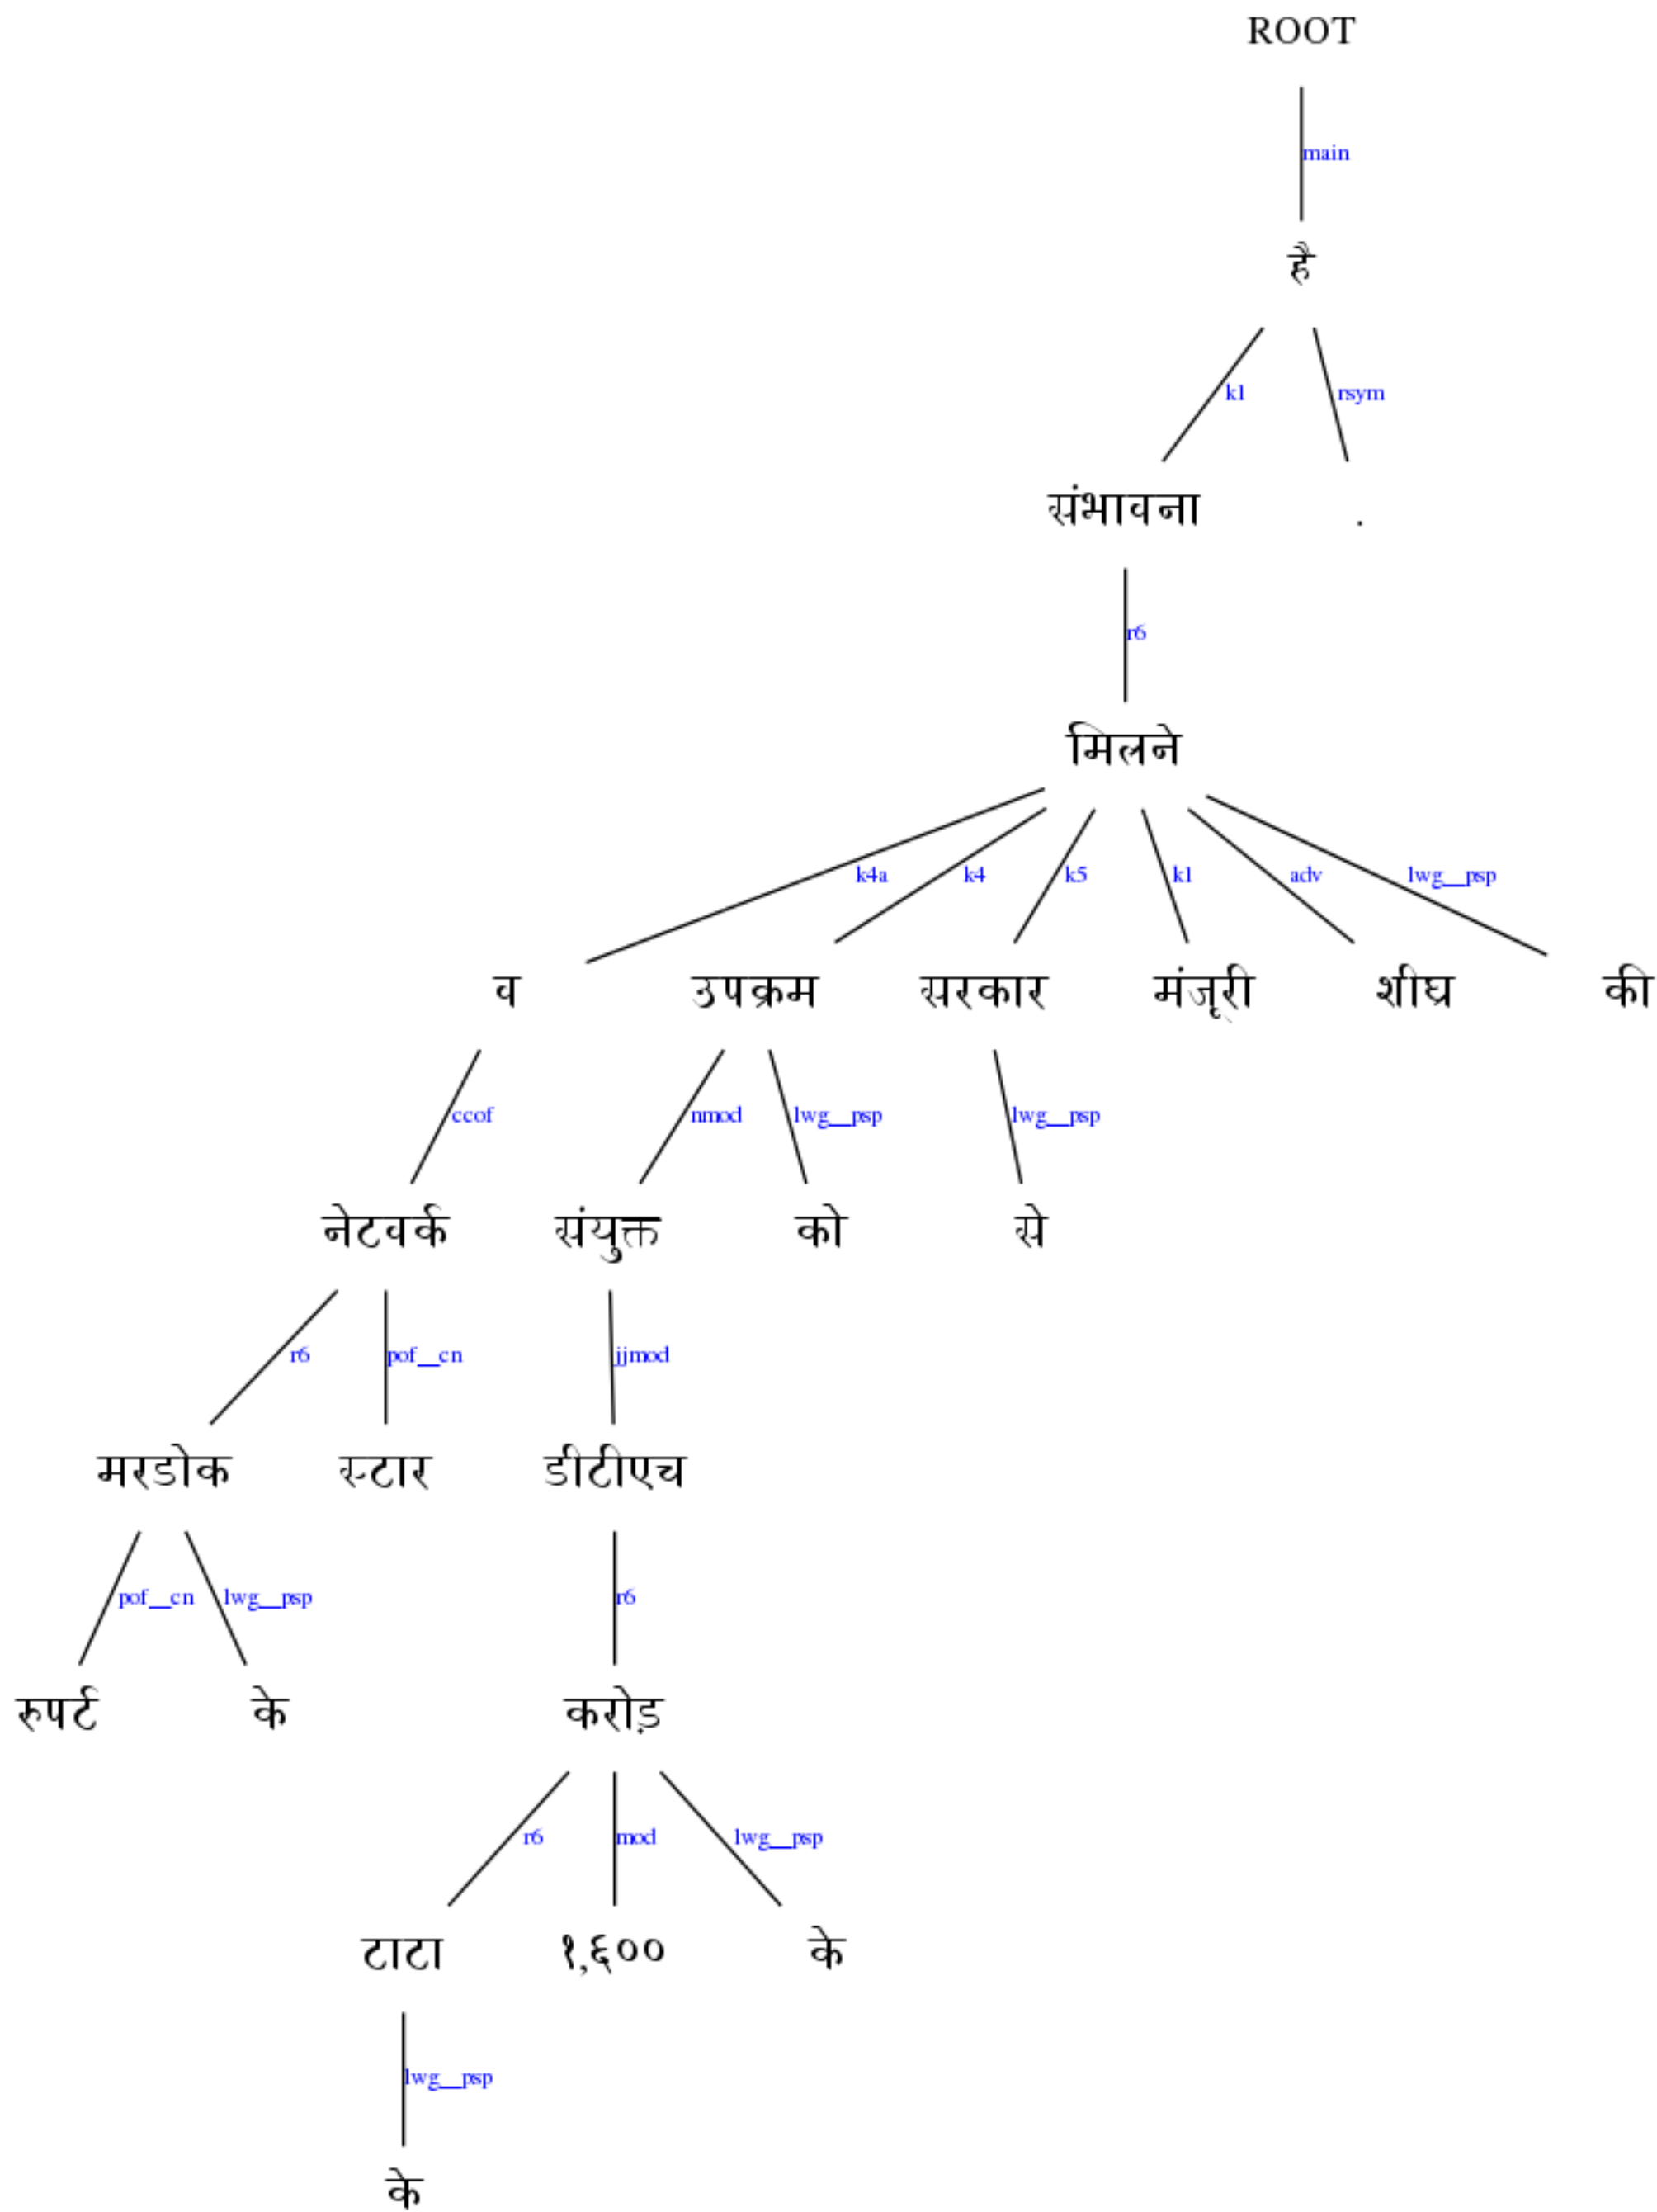 ROOT
main
है
k1 rsym
संभावना .
r6
मिलने
k4a k4 k5 k1 adv lwg__psp
व उपक्रम सरकार मंजूरी शीघ्र की
ccof nmod lwg__psp lwg__psp
नेटवर्क संयुक्त को से
r6 pof__cn jjmod
मरडोक स्टार डीटीएच
pof__cn lwg__psp r6
रुपर्ट के करोड़
r6 mod lwg__psp
टाटा १,६०० के
lwg__psp
के